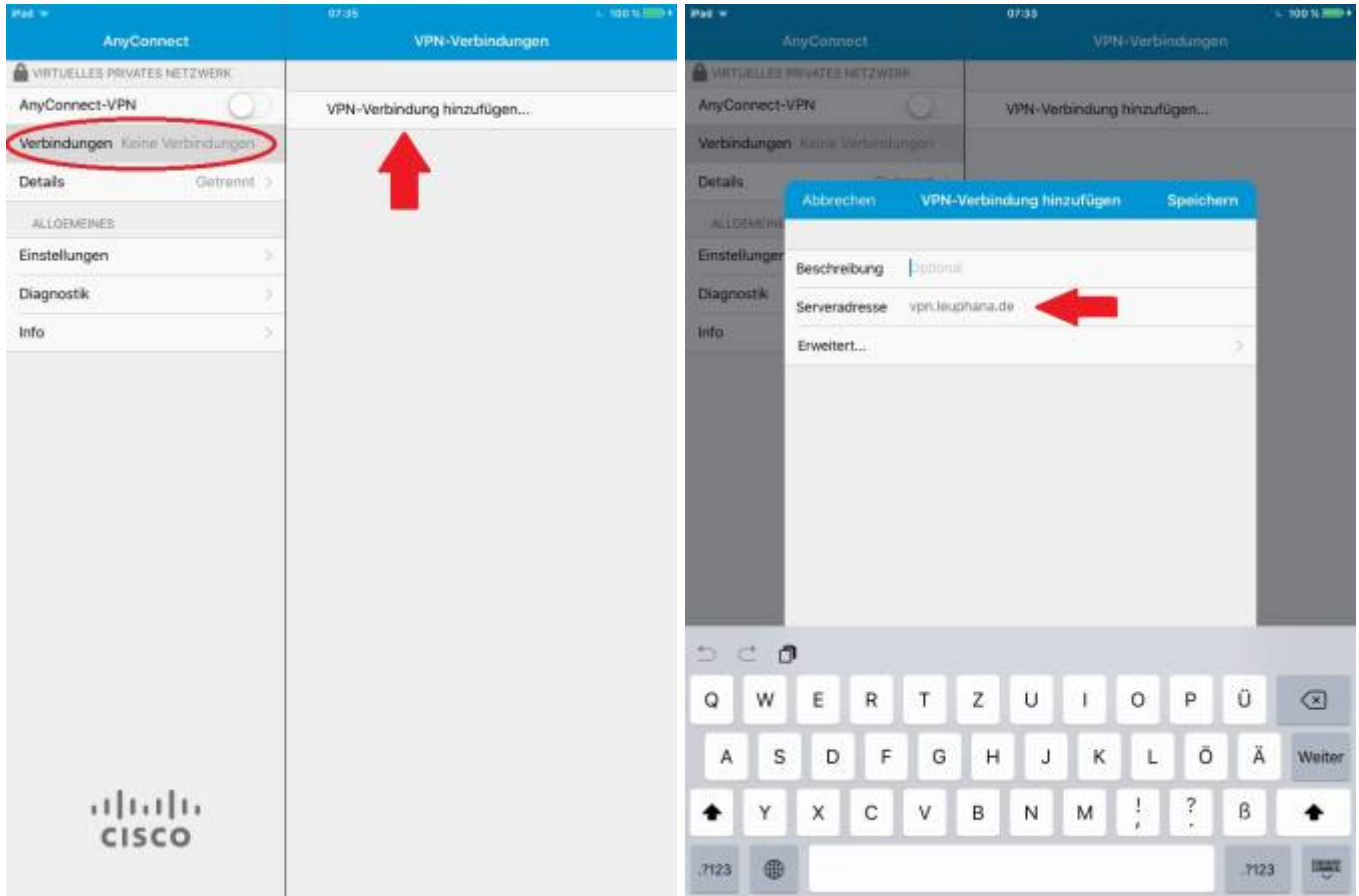 iPad
07:35
100 %
AnyConnect
VPN-Verbindungen
VIRTUELLES PRIVATES NETZWERK
AnyConnect-VPN
Verbindungen Keine Verbindungen
Details Getrennt
ALLGEMEINES
Einstellungen
Diagnostik
Info
VPN-Verbindung hinzufügen...
CISCO
iPad
07:33
100 %
AnyConnect
VPN-Verbindungen
VIRTUELLES PRIVATES NETZWERK
AnyConnect-VPN
VPN-Verbindung hinzufügen...
Verbindungen Keine Verbindungen
Details
Abbrechen VPN-Verbindung hinzufügen Speichern
Beschreibung Optional
Serveradresse vpn.leuphana.de
Erweitert...
Einstellungen
Diagnostik
Info
Q W E R T Z U I O P Ü
A S D F G H J K L Ö Ä Weiter
Y X C V B N M ! , ? . ß
.?123 .?123